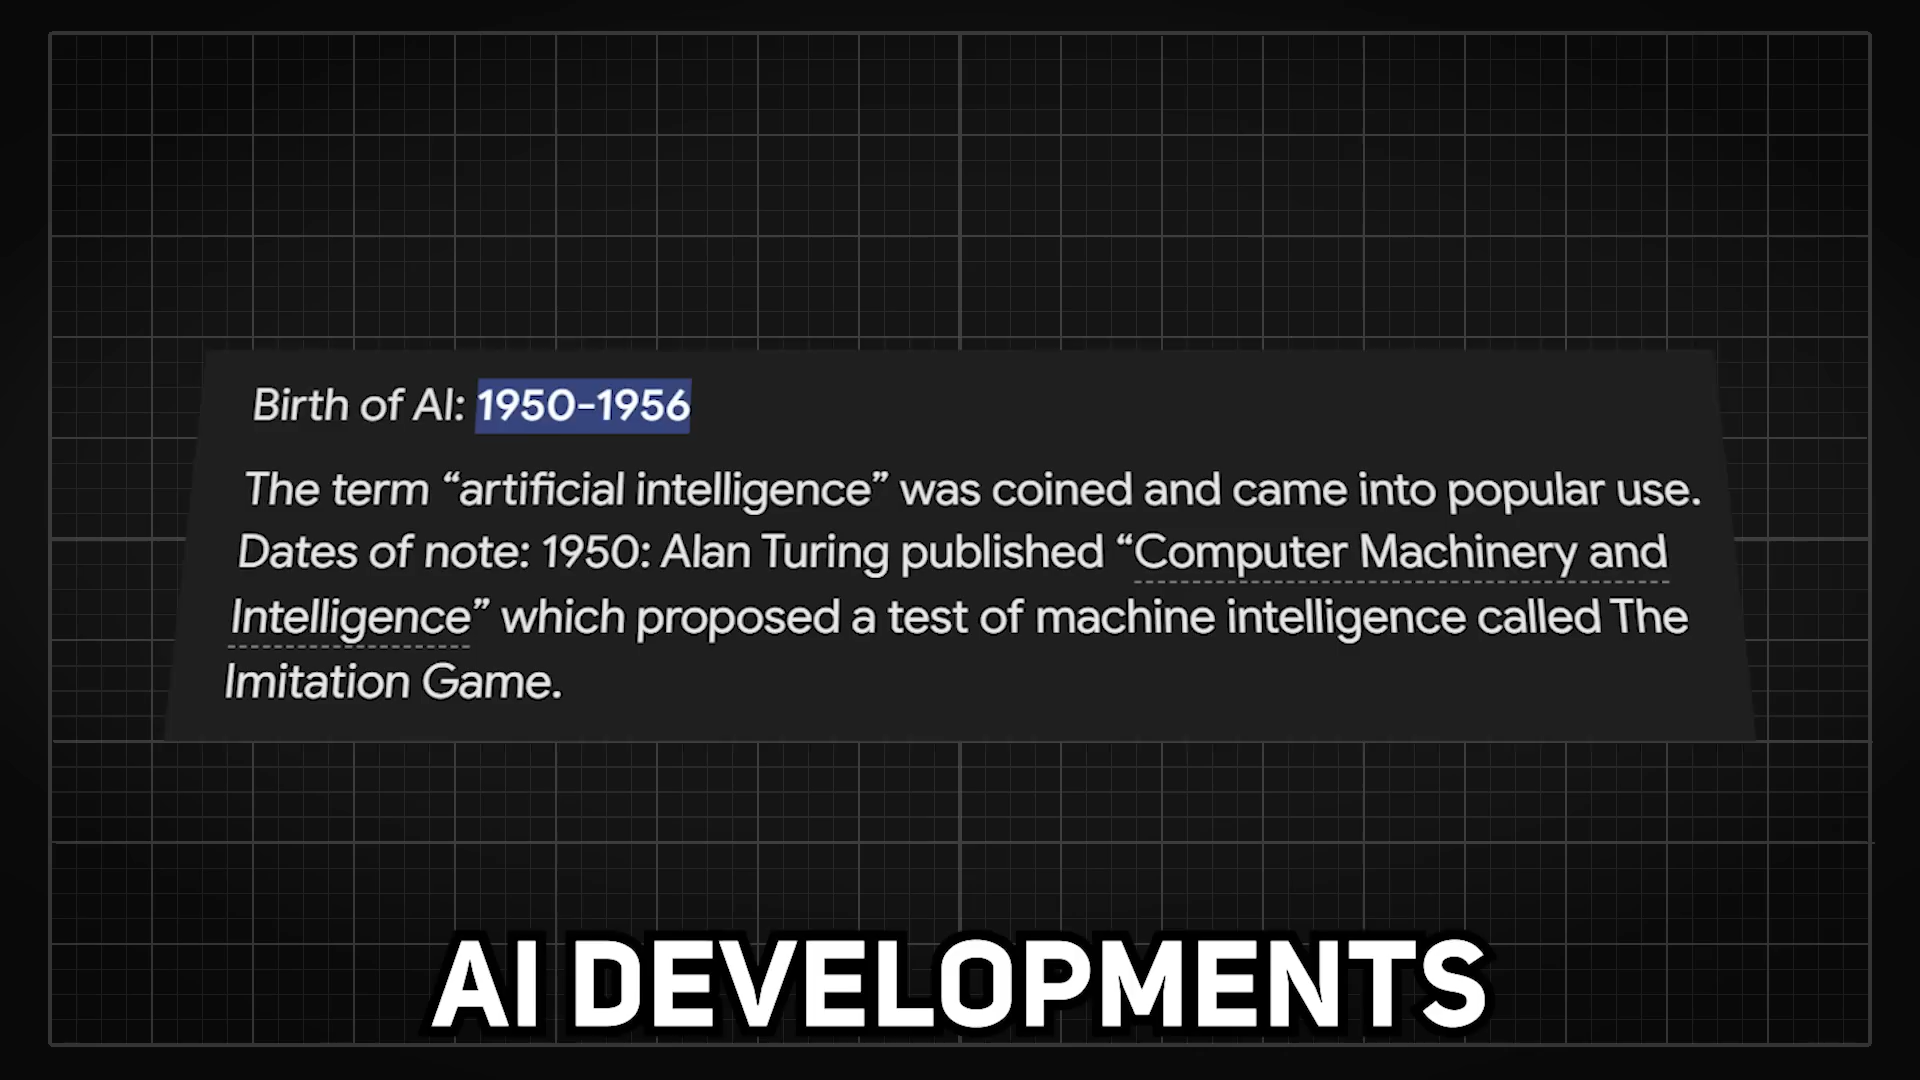 Birth of AI: 1950-1956
The term “artificial intelligence” was coined and came into popular use.
Dates of note: 1950: Alan Turing published “Computer Machinery and
Intelligence” which proposed a test of machine intelligence called The
Imitation Game.
AI DEVELOPMENTS